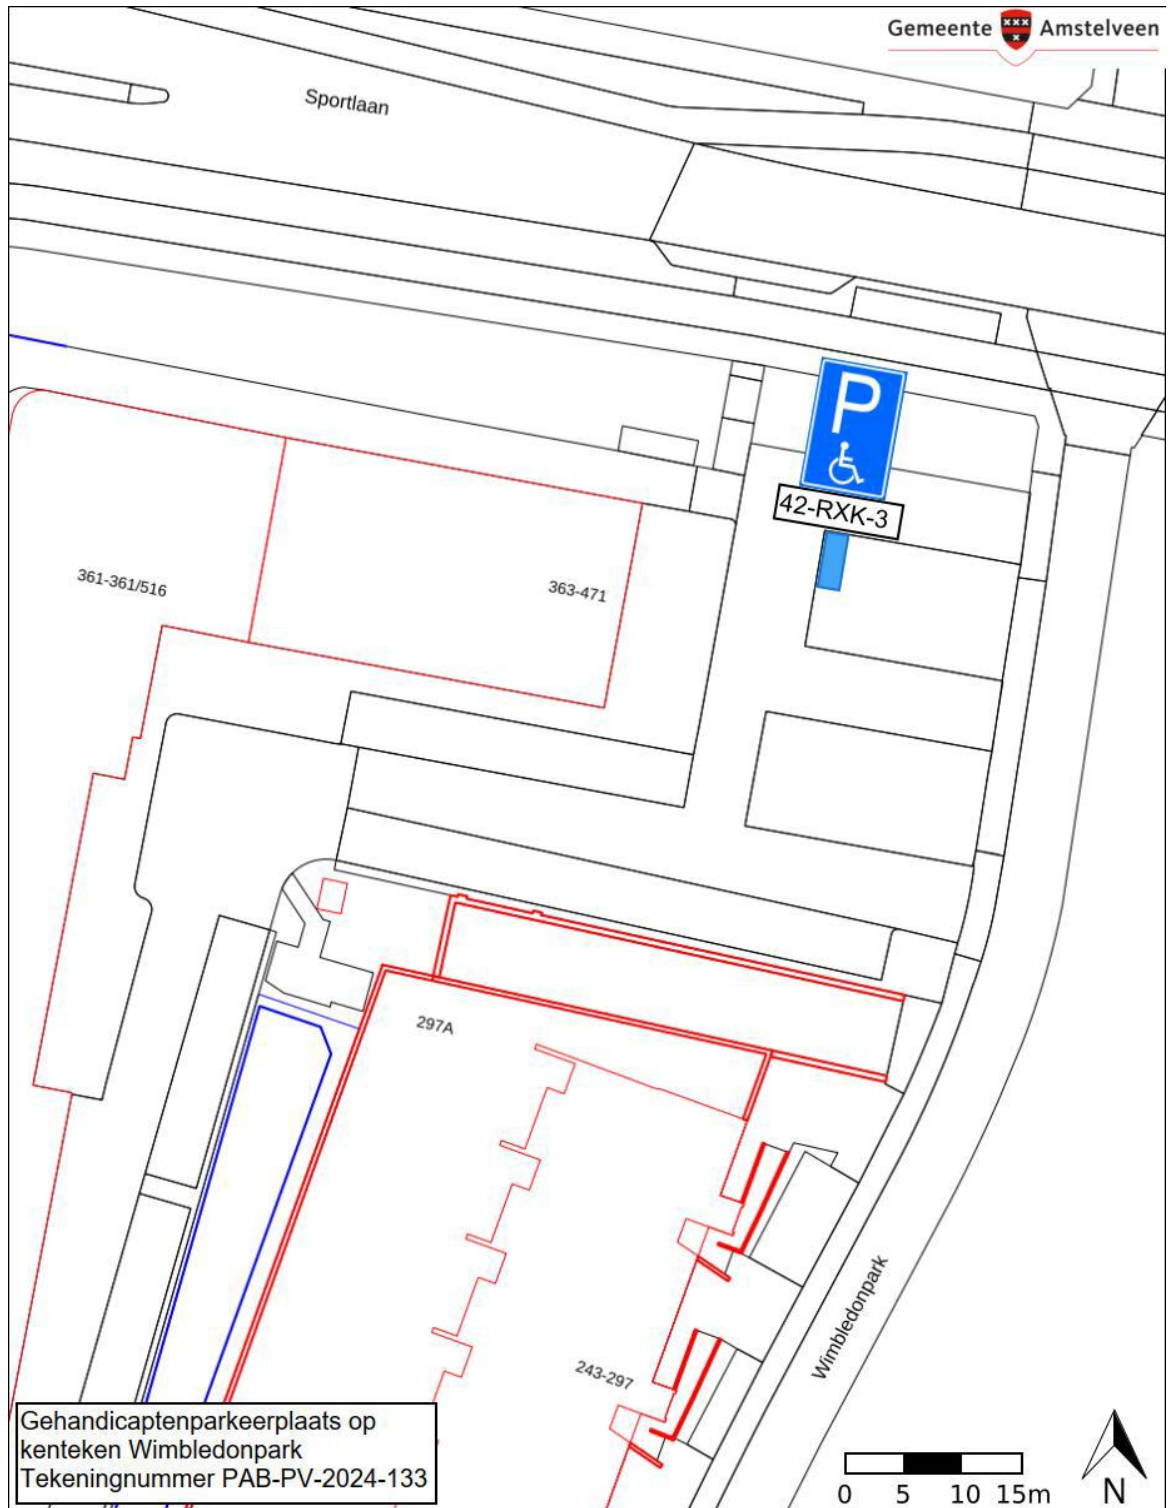 Gemeente Amstelveen
Sportlaan
P
42-RXK-3
361-361/516
363-471
297A
243-297
Wimbledonpark
Gehandicaptenparkeerplaats op
kenteken Wimbledonpark
Tekeningnummer PAB-PV-2024-133
0 5 10 15m
N